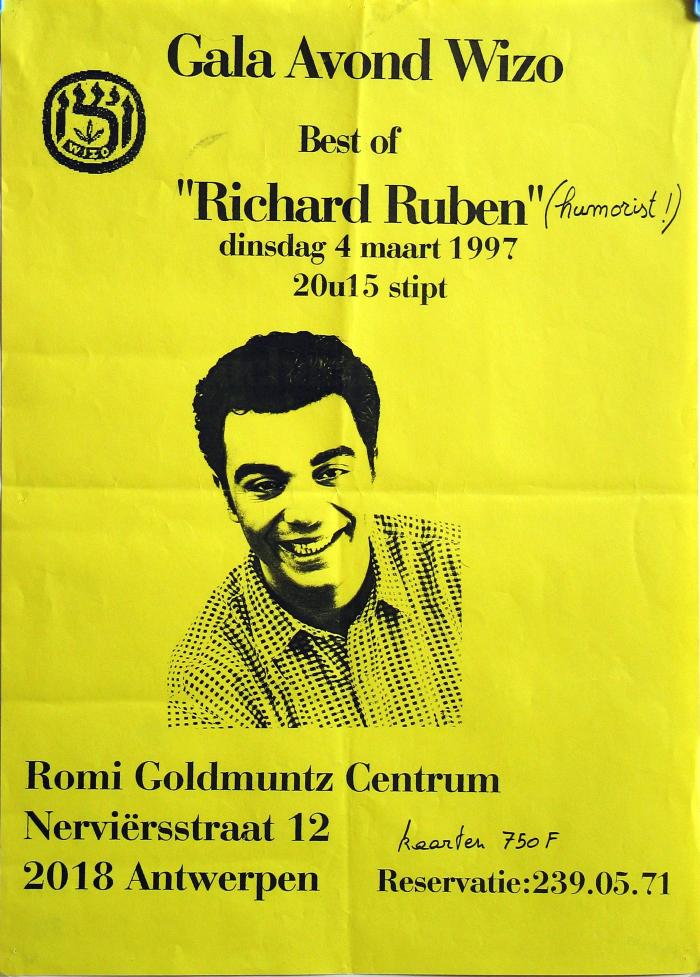 Gala Avond Wizo
WIZO
Best of
"Richard Ruben" (humorist!)
dinsdag 4 maart 1997
20u15 stipt
Romi Goldmuntz Centrum
Nerviërsstraat 12
kaarten 750 F
2018 Antwerpen
Reservatie:239.05.71